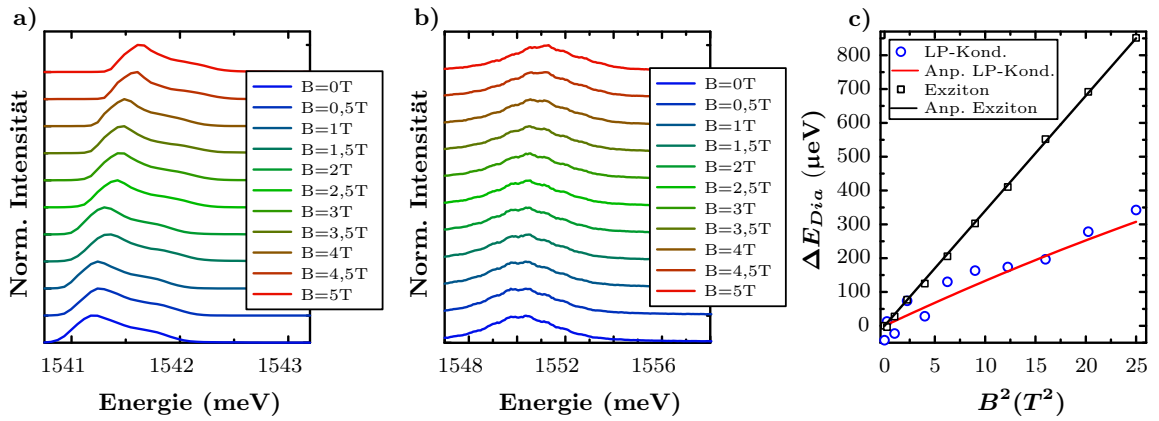 a)
Norm. Intensität
B=0T
B=0,5T
B=1T
B=1,5T
B=2T
B=2,5T
B=3T
B=3,5T
B=4T
B=4,5T
B=5T
1541 1542 1543
Energie (meV)
b)
Norm. Intensität
B=0T
B=0,5T
B=1T
B=1,5T
B=2T
B=2,5T
B=3T
B=3,5T
B=4T
B=4,5T
B=5T
1548 1552 1556
Energie (meV)
c)
ΔE_Dia (µeV)
800
700
600
500
400
300
200
100
0
LP-Kond.
Anp. LP-Kond.
Exziton
Anp. Exziton
0 5 10 15 20 25
B²(T²)